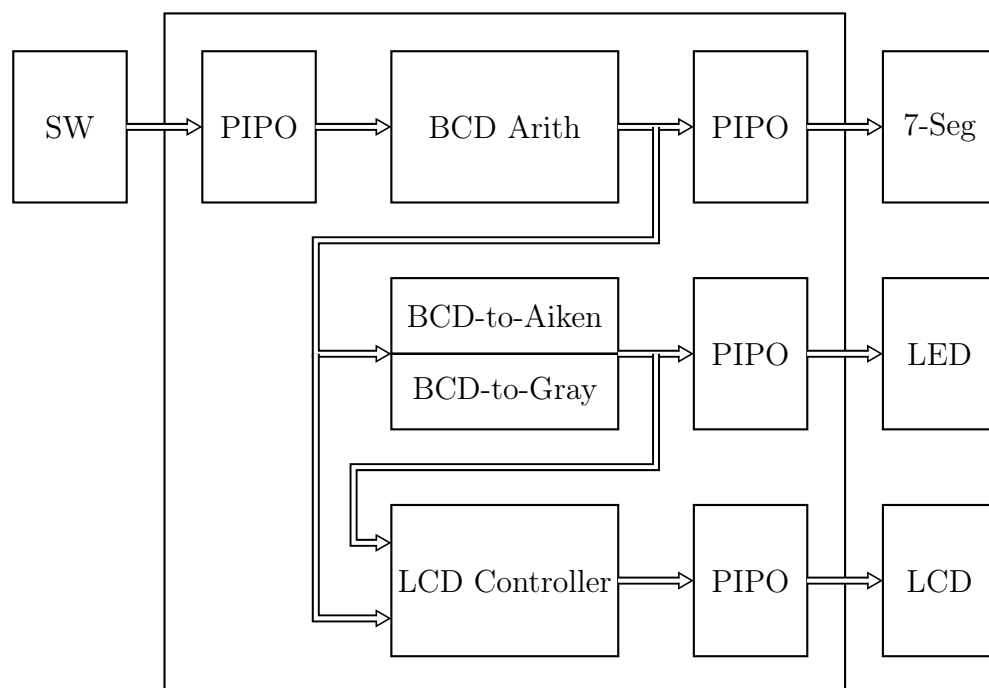 SW
PIPO
BCD Arith
PIPO
7-Seg
BCD-to-Aiken
BCD-to-Gray
PIPO
LED
LCD Controller
PIPO
LCD